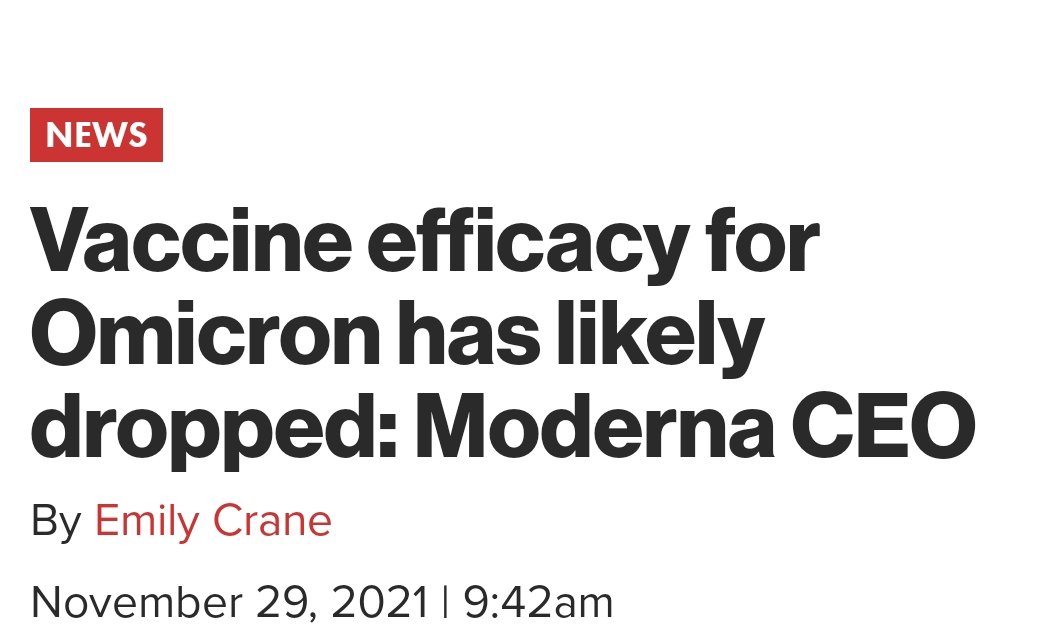 NEWS
Vaccine efficacy for
Omicron has likely
dropped: Moderna CEO
By Emily Crane
November 29, 2021 | 9:42am